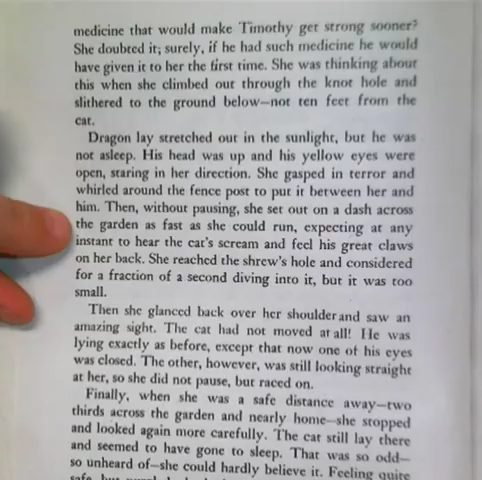 medicine that would make Timothy get strong sooner?
She doubted it; surely, if he had such medicine he would
have given it to her the first time. She was thinking about
this when she climbed out through the knot hole and
slithered to the ground below—not ten feet from the
cat.
Dragon lay stretched out in the sunlight, but he was
not asleep. His head was up and his yellow eyes were
open, staring in her direction. She gasped in terror and
whirled around the fence post to put it between her and
him. Then, without pausing, she set out on a dash across
the garden as fast as she could run, expecting at any
instant to hear the cat's scream and feel his great claws
on her back. She reached the shrew's hole and considered
for a fraction of a second diving into it, but it was too
small.
Then she glanced back over her shoulder and saw an
amazing sight. The cat had not moved at all! He was
lying exactly as before, except that now one of his eyes
was closed. The other, however, was still looking straight
at her, so she did not pause, but raced on.
Finally, when she was a safe distance away—two
thirds across the garden and nearly home—she stopped
and looked again more carefully. The cat still lay there
and seemed to have gone to sleep. That was so odd—
so unheard of—she could hardly believe it. Feeling quite
safe, but